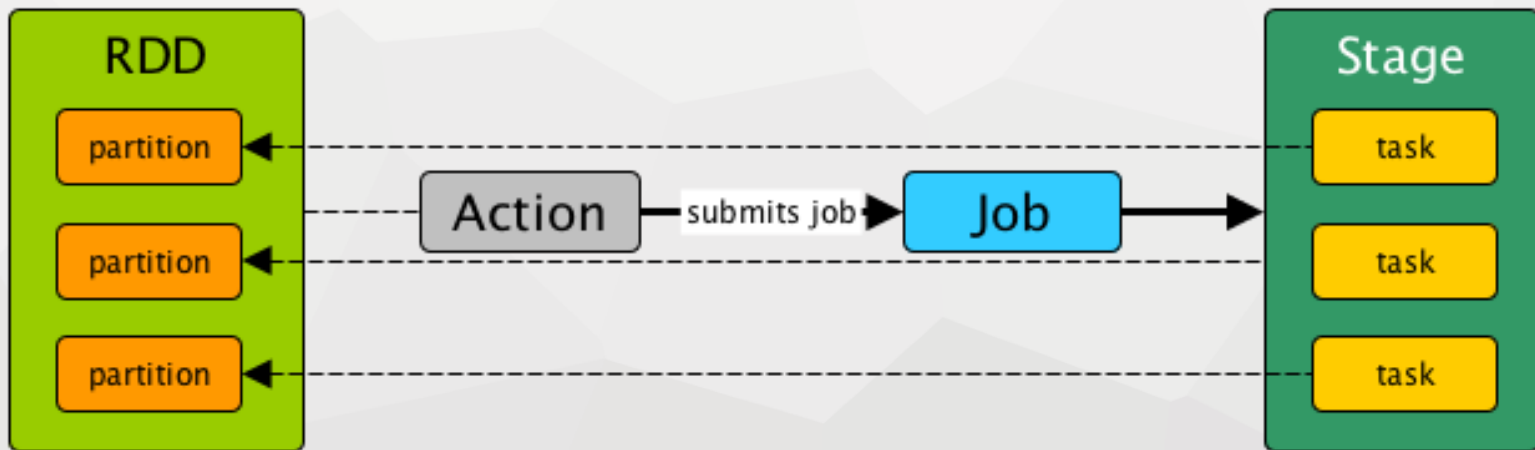 RDD
partition
partition
partition
Action
submits job
Job
Stage
task
task
task